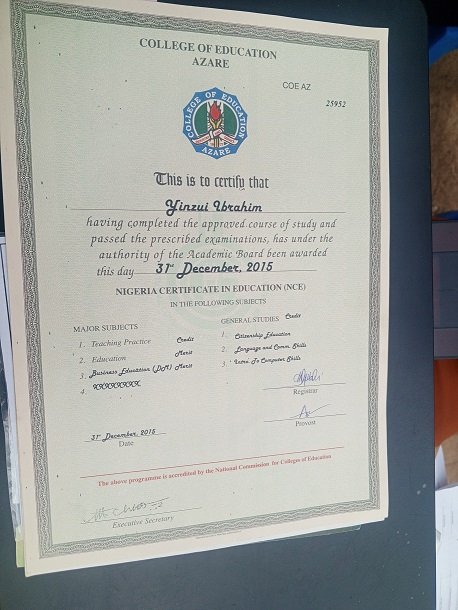 COLLEGE OF EDUCATION
AZARE
COE AZ
25952
COLLEGE OF EDUCATION
AZARE
This is to certify that
Yinzui Ibrahim
having completed the approved course of study and
passed the prescribed examinations, has under the
authority of the Academic Board been awarded
this day 31st December, 2015
NIGERIA CERTIFICATE IN EDUCATION (NCE)
IN THE FOLLOWING SUBJECTS
MAJOR SUBJECTS
1. Teaching Practice Credit
2. Education Merit
3. Business Education (DM) Merit
4. XXXXXXXX
GENERAL STUDIES Credit
1. Citizenship Education
2. Language and Comm. Skills
3. Intro. To Computer Skills
Registrar
Provost
31st December, 2015
Date
The above programme is accredited by the National Commission for Colleges of Education
Executive Secretary